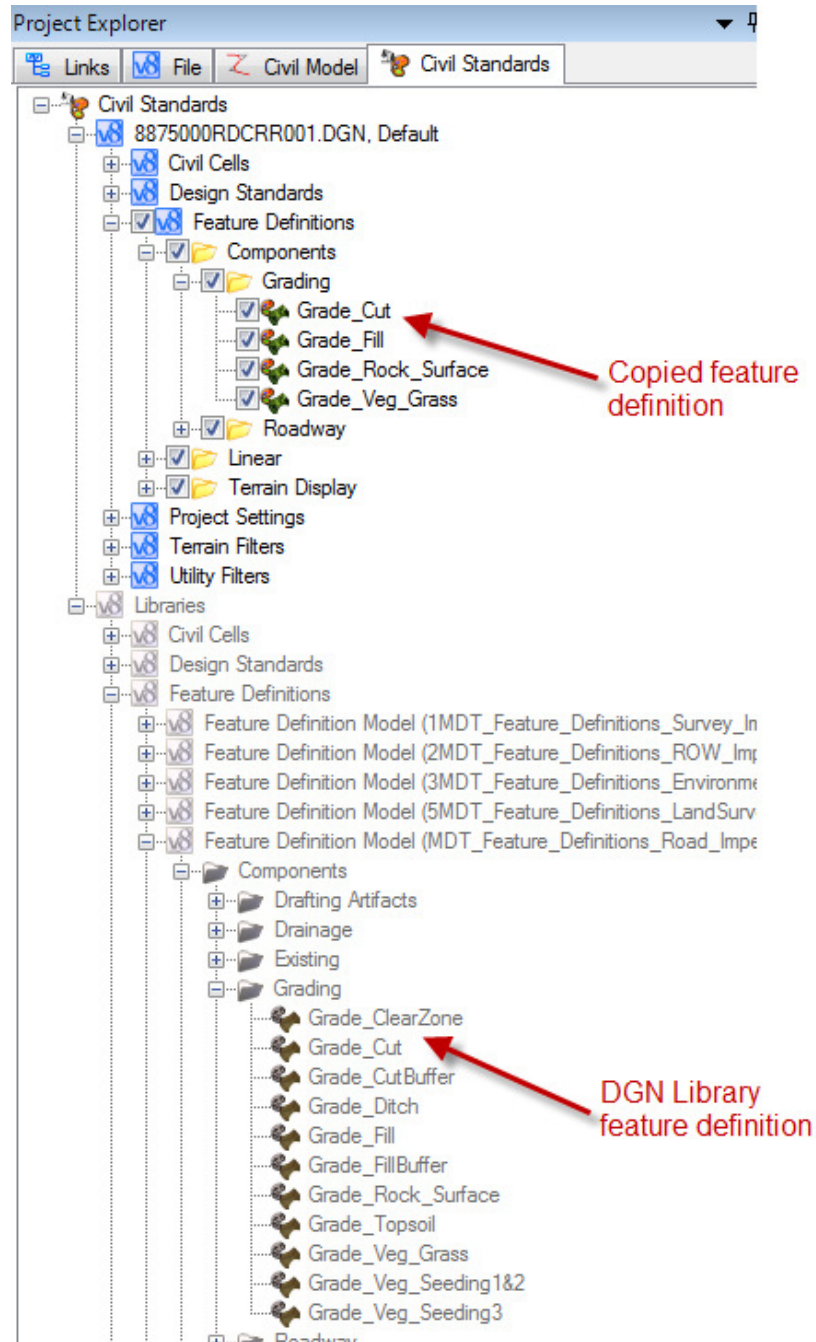 Project Explorer
Links File Civil Model Civil Standards
Civil Standards
8875000RDCRR001.DGN, Default
Civil Cells
Design Standards
Feature Definitions
Components
Grading
Grade_Cut
Grade_Fill
Grade_Rock_Surface
Grade_Veg_Grass
Copied feature
definition
Roadway
Linear
Terrain Display
Project Settings
Terrain Filters
Utility Filters
Libraries
Civil Cells
Design Standards
Feature Definitions
Feature Definition Model (1MDT_Feature_Definitions_Survey_
Feature Definition Model (2MDT_Feature_Definitions_ROW_
Feature Definition Model (3MDT_Feature_Definitions_Environme
Feature Definition Model (5MDT_Feature_Definitions_LandSurv
Feature Definition Model (MDT_Feature_Definitions_Road_Impe
Components
Drafting Artifacts
Drainage
Existing
Grading
Grade_ClearZone
Grade_Cut
Grade_CutBuffer
Grade_Ditch
Grade_Fill
Grade_FillBuffer
Grade_Rock_Surface
Grade_Topsoil
Grade_Veg_Grass
Grade_Veg_Seeding1&2
Grade_Veg_Seeding3
DGN Library
feature definition
Roadway